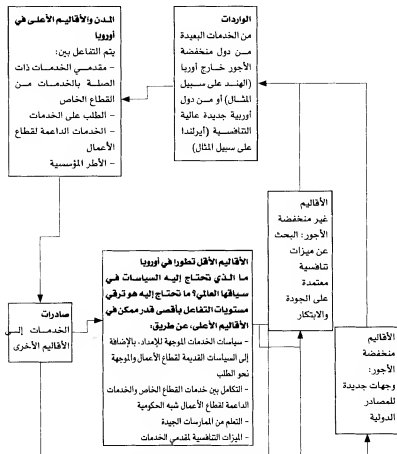 المدن والأقاليم الأعلى في
أوروبا
يتم التفاعل بين:
- مقدمي الخدمات ذات
الصلة بالخدمات من
القطاع الخاص
- الطلب على الخدمات
- الخدمات الداعمة لقطاع
الأعمال
- الأطر المؤسسية
الواردات
من الخدمات البعيدة
من دول منخفضة
الأجور خارج أوربا
(الهند على سبيل
المثال) أو من دول
أوربية جديدة عالية
التنافسية (أيرلندا
على سبيل المثال)
الأقاليم
غير منخفضة
الأجور: البحث
عن ميزات
تنافسية
معتمدة
على الجودة
والابتكار
الأقاليم الأقل تطورا في أوروبا
ما الذي تحتاج إليه السياسات في
سياقها العالمي؟ ما تحتاج إليه هو ترقي
مستويات التفاعل بأقصى قدر ممكن في
الأقاليم الأعلى، عن طريق:
- سياسات الخدمات الموجهة للإمداد، بالإضافة
إلى السياسات القديمة لقطاع الأعمال والموجهة
نحو الطلب
- التكامل بين خدمات القطاع الخاص والخدمات
الداعمة لقطاع الأعمال شبه الحكومية
- التعلم من الممارسات الجيدة
- الميزات التنافسية لمقدمي الخدمات
صادرات
الخدمات إلى
الأقاليم الأخرى
الأقاليم
منخفضة
الأجور:
وجهات جديدة
للمصادر
الدولية